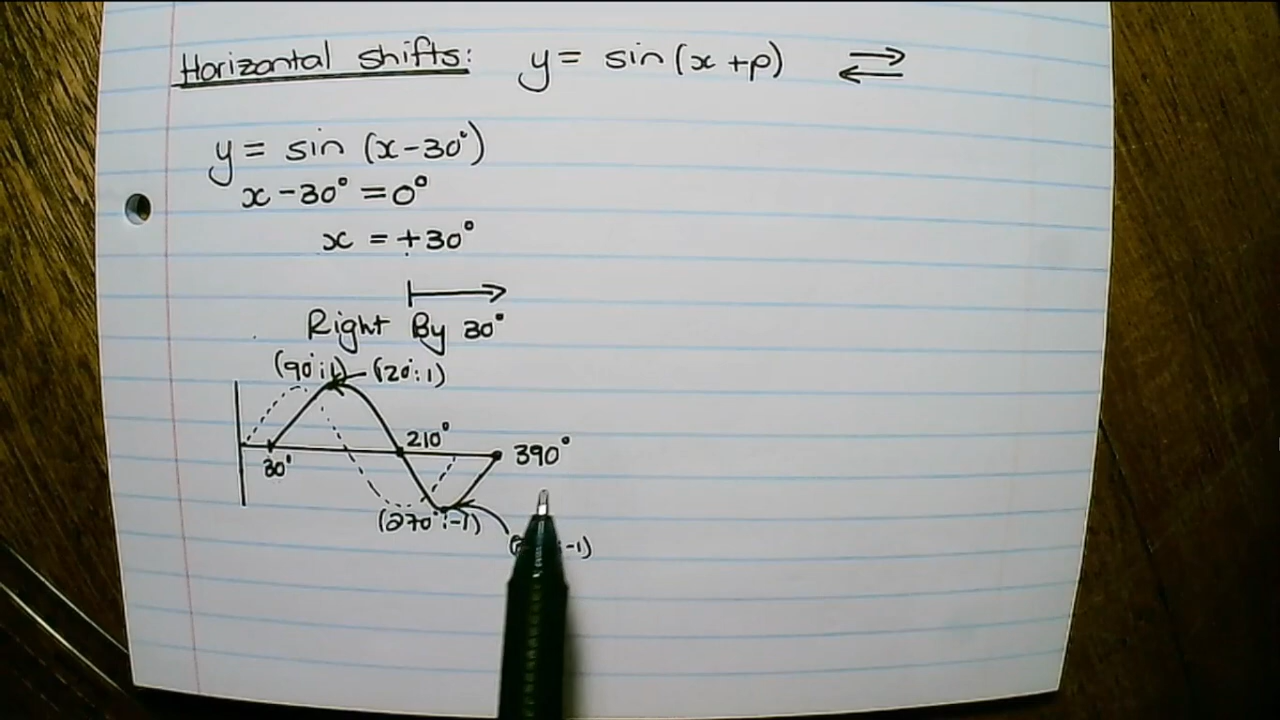 Horizontal shifts: y = sin(x + p) ⇄
y = sin (x - 30°)
x - 30° = 0°
x = +30°
Right By 30°
(90°;1) (120°;1)
210°
390°
30°
(270°;-1)
-1)